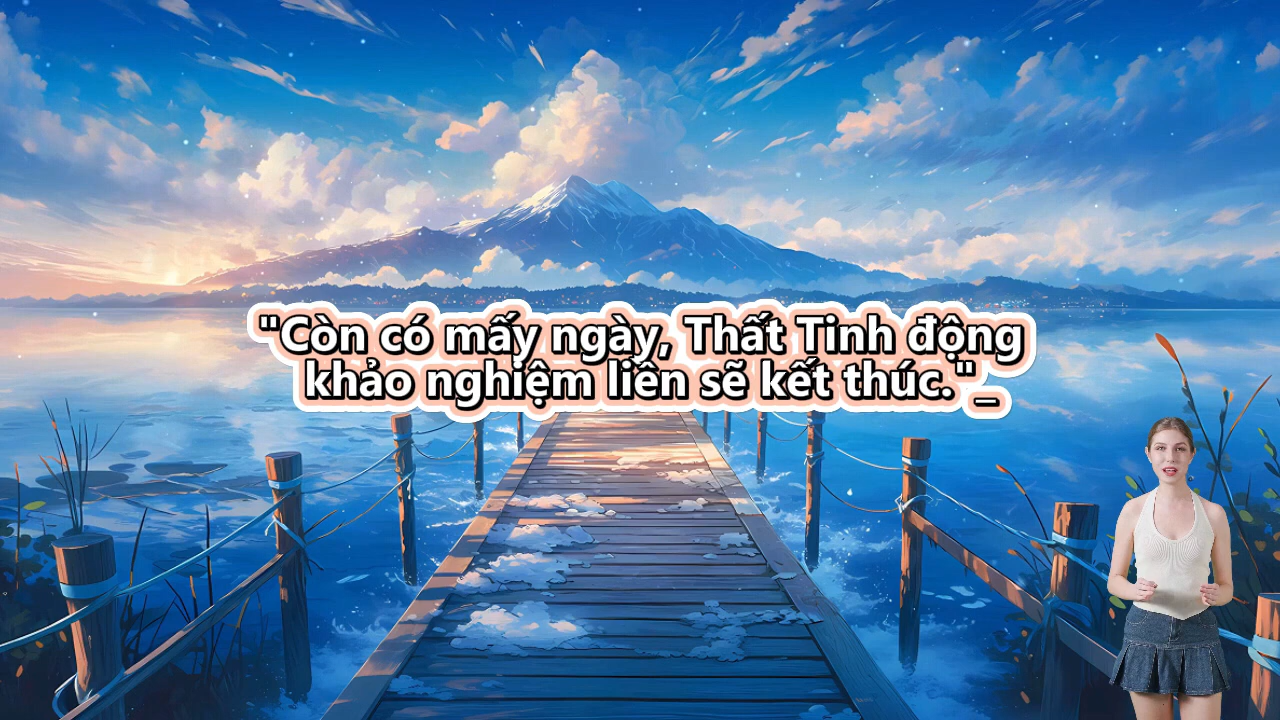 "Còn có mấy ngày, Thất Tinh động
khảo nghiệm liền sẽ kết thúc."_